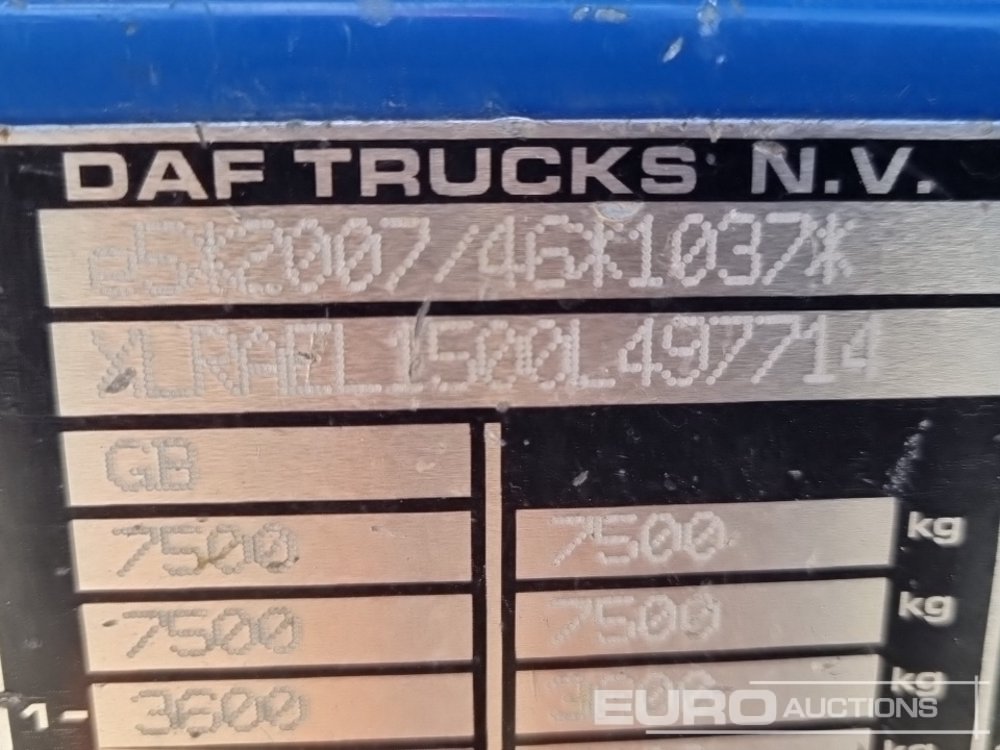 DAF TRUCKS N.V.
e5*2007/46*1037*
XLRAEL1500L497714
GB
7500 7500 kg
7500 7500 kg
1- 3600 kg
EURO AUCTIONS